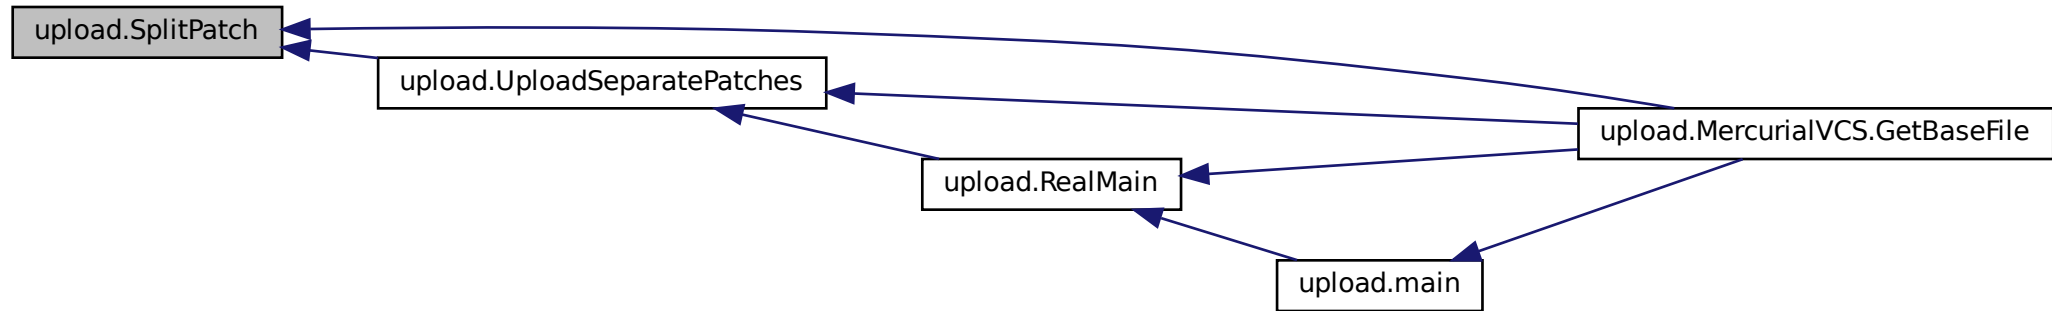 upload.SplitPatch
upload.UploadSeparatePatches
upload.MercurialVCS.GetBaseFile
upload.RealMain
upload.main